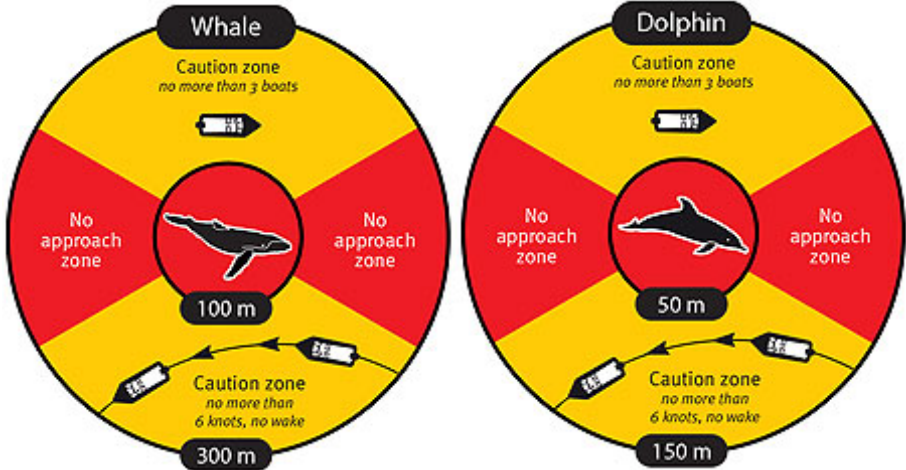 Whale
Caution zone
no more than 3 boats
No
approach
zone
No
approach
zone
100 m
Caution zone
no more than
6 knots, no wake
300 m
Dolphin
Caution zone
no more than 3 boats
No
approach
zone
No
approach
zone
50 m
Caution zone
no more than
6 knots, no wake
150 m